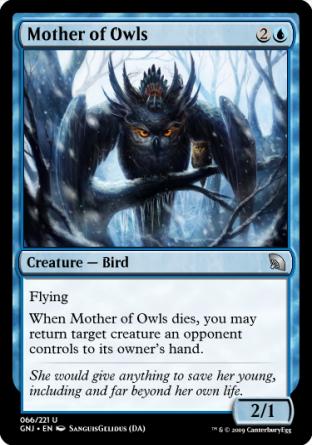 Mother of Owls 2
Creature — Bird
Flying
When Mother of Owls dies, you may
return target creature an opponent
controls to its owner's hand.
She would give anything to save her young,
including and far beyond her own life.
2/1
066/221 U
GNJ • EN SanguisGelidus (DA)
™ & © 2019 CanterburyEgg